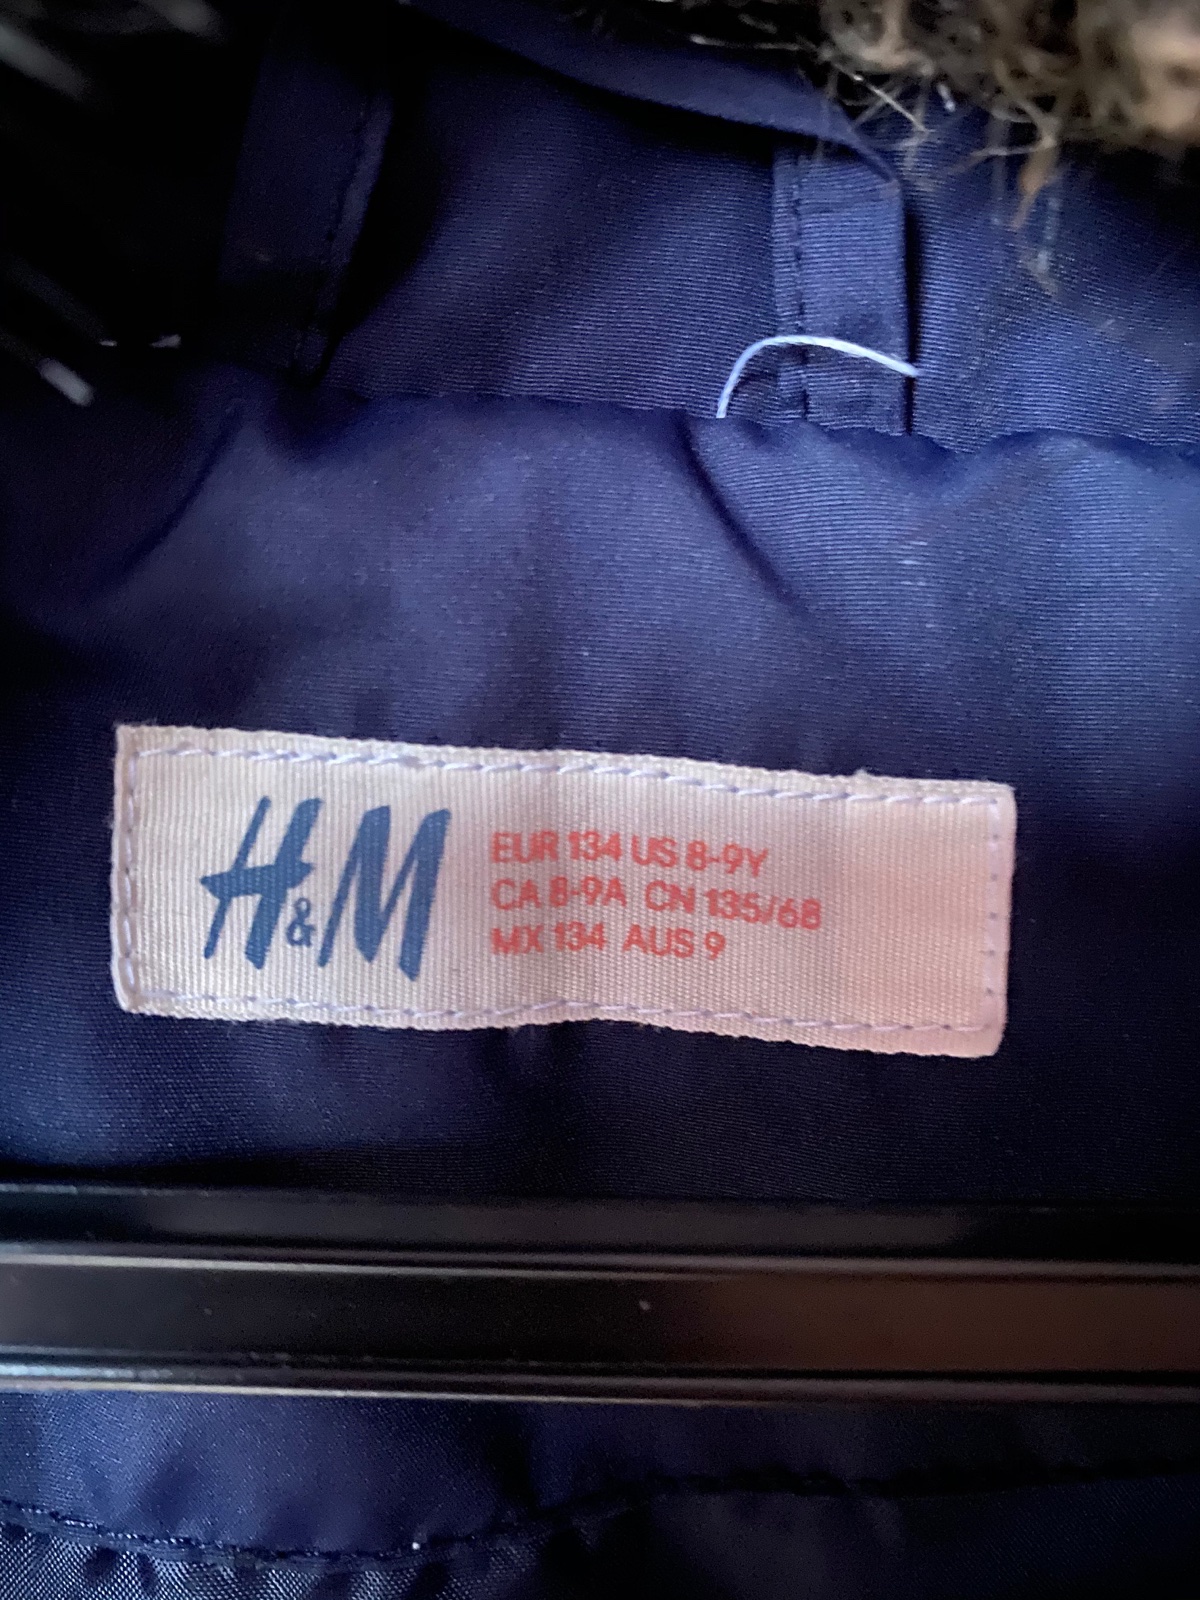 H&M
EUR 134 US 8-9Y
CA 8-9A CN 135/68
MX 134 AUS 9